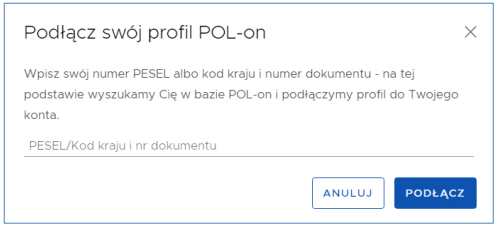 Podłącz swój profil POL-on
Wpisz swój numer PESEL albo kod kraju i numer dokumentu - na tej
podstawie wyszukamy Cię w bazie POL-on i podłączymy profil do Twojego
konta.
PESEL/Kod kraju i nr dokumentu
ANULUJ PODŁĄCZ